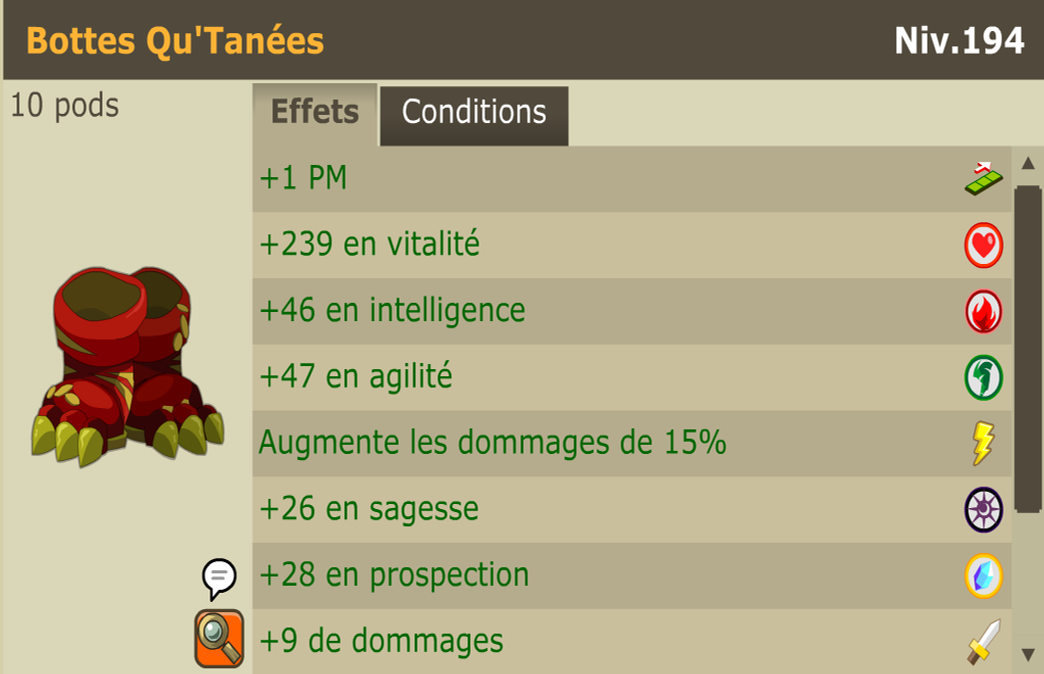 Bottes Qu'Tanées
Niv.194
10 pods
Effets
Conditions
+1 PM
+239 en vitalité
+46 en intelligence
+47 en agilité
Augmente les dommages de 15%
+26 en sagesse
+28 en prospection
+9 de dommages